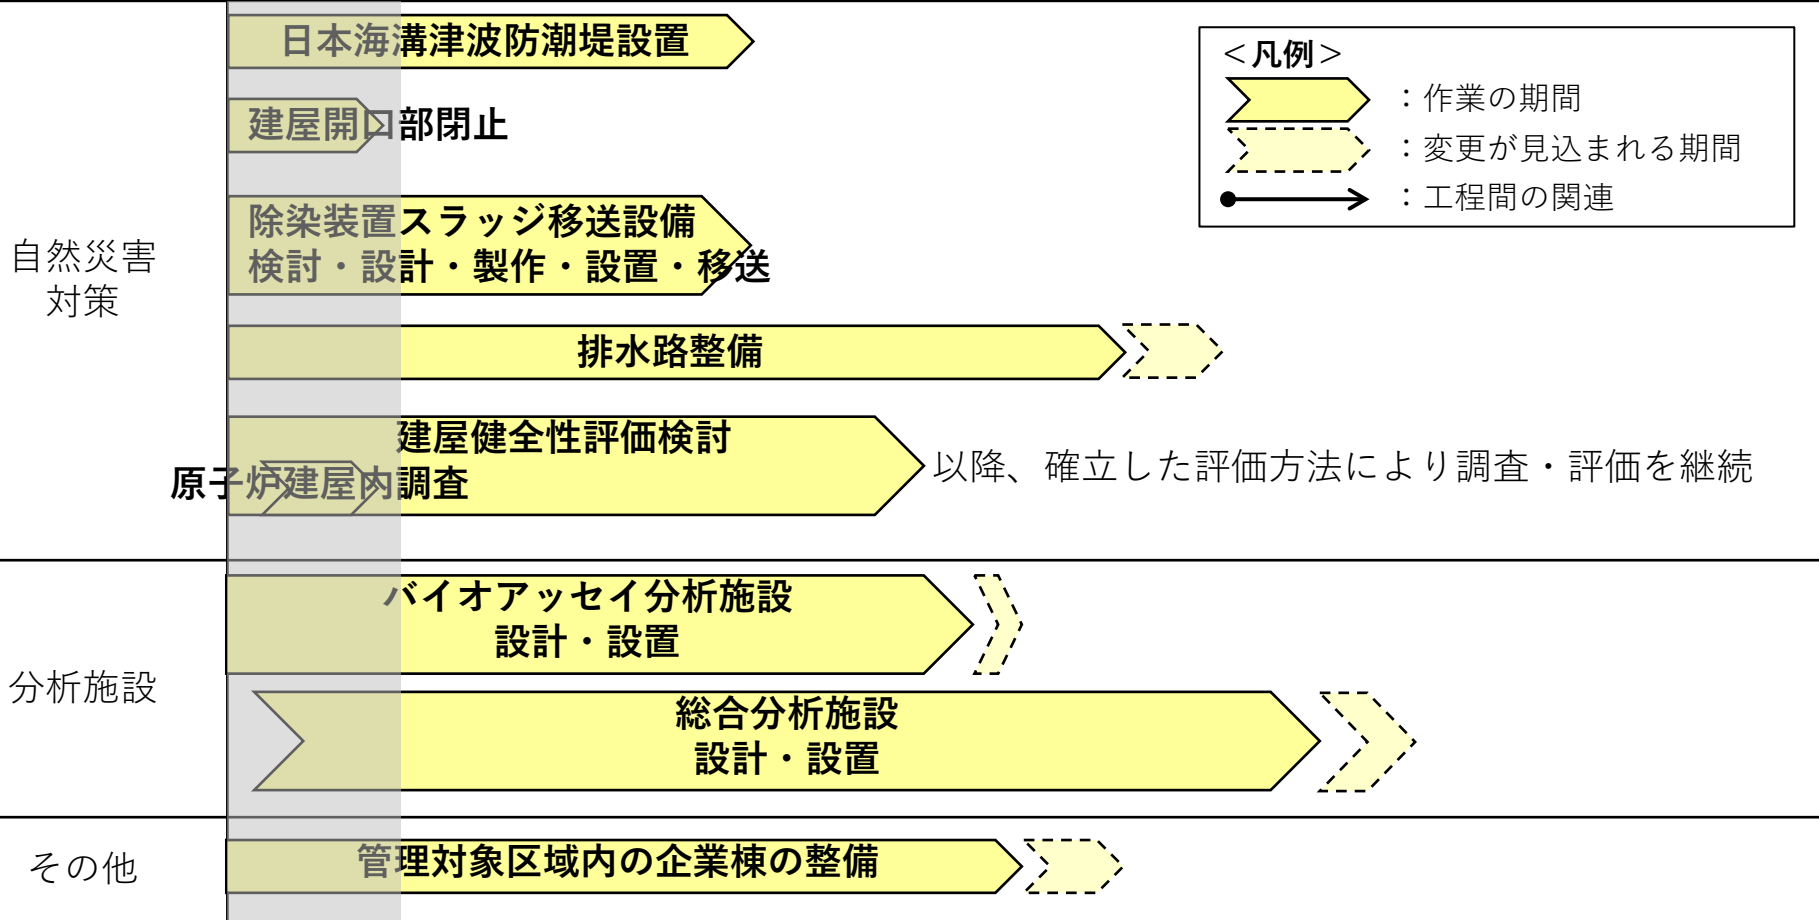 日本海溝津波防潮堤設置
建屋開口部閉止
除染装置スラッジ移送設備
検討・設計・製作・設置・移送
自然災害
対策
排水路整備
建屋健全性評価検討
原子炉建屋内調査
以降、確立した評価方法により調査・評価を継続
＜凡例＞
：作業の期間
：変更が見込まれる期間
：工程間の関連
分析施設
バイオアッセイ分析施設
設計・設置
総合分析施設
設計・設置
その他
管理対象区域内の企業棟の整備